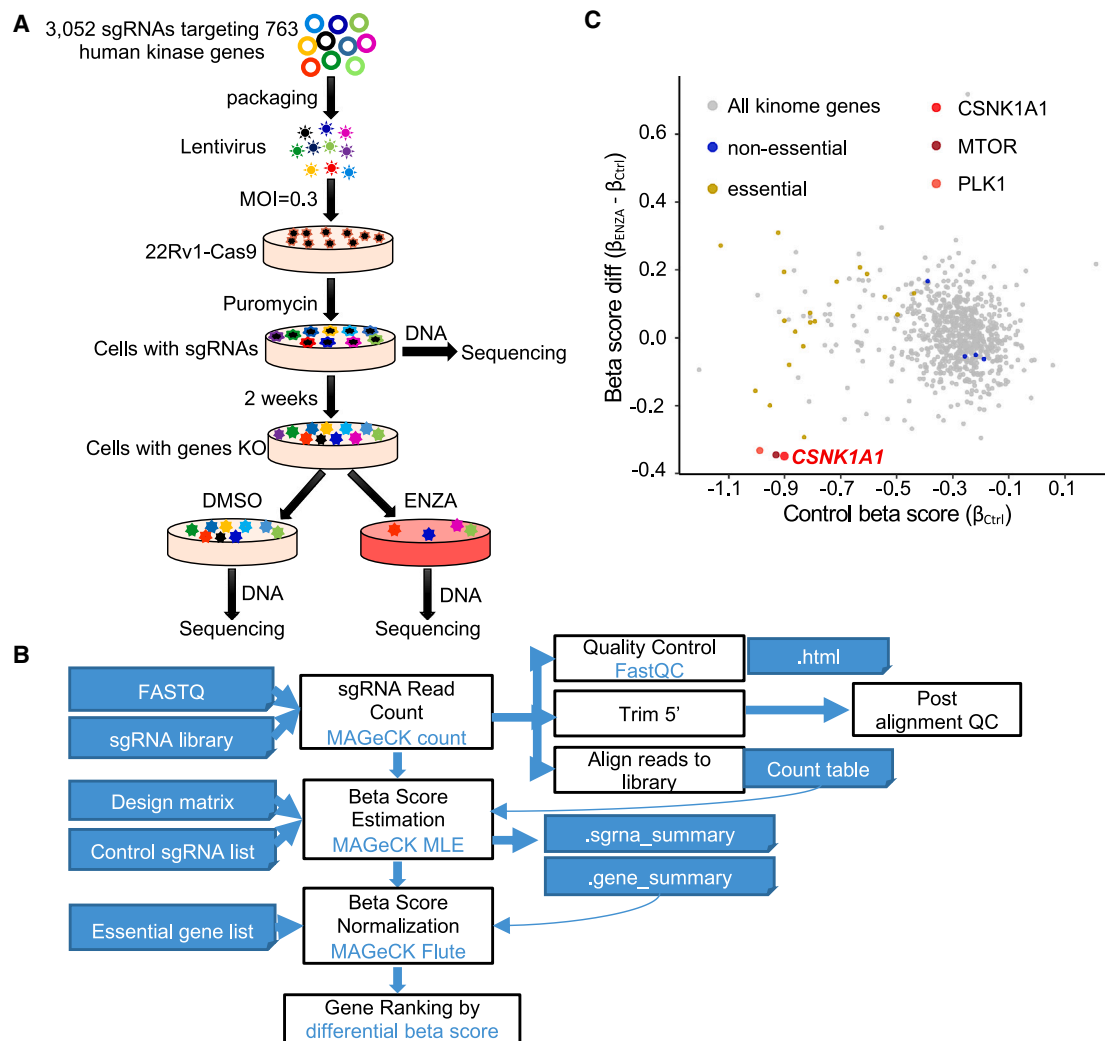 A
3,052 sgRNAs targeting 763
human kinase genes
packaging
Lentivirus
MOI=0.3
22Rv1-Cas9
Puromycin
Cells with sgRNAs
DNA
Sequencing
2 weeks
Cells with genes KO
DMSO
ENZA
DNA
DNA
Sequencing
Sequencing
C
All kinome genes
non-essential
essential
CSNK1A1
MTOR
PLK1
Beta score diff (βENZA - βCtrl)
0.6
0.4
0.2
0.0
-0.2
-0.4
CSNK1A1
-1.1
-0.9
-0.7
-0.5
-0.3
-0.1
0.1
Control beta score (βCtrl)
B
FASTQ
sgRNA library
sgRNA Read
Count
MAGeCK count
Quality Control
FastQC
.html
Trim 5’
Post
alignment QC
Align reads to
library
Count table
Design matrix
Control sgRNA list
Beta Score
Estimation
MAGeCK MLE
.sgrna_summary
.gene_summary
Essential gene list
Beta Score
Normalization
MAGeCK Flute
Gene Ranking by
differential beta score